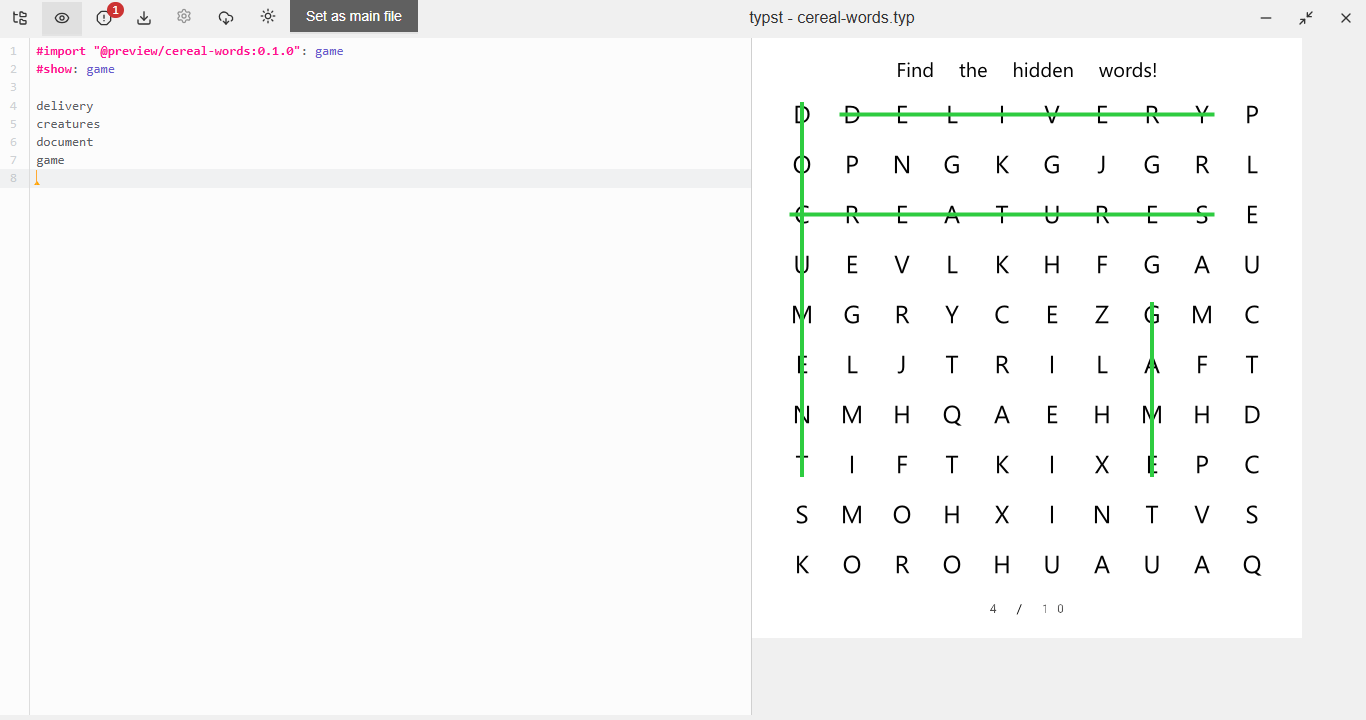 1
Set as main file
typst - cereal-words.typ
1 #import "@preview/cereal-words:0.1.0": game
2 #show: game
3
4 delivery
5 creatures
6 document
7 game
8
Find the hidden words!
D D E L I V E R Y P
O P N G K G J G R L
C R E A T U R E S E
U E V L K H F G A U
M G R Y C E Z G M C
E L J T R I L A F T
N M H Q A E H M H D
T I F T K I X E P C
S M O H X I N T V S
K O R O H U A U A Q
4 / 10